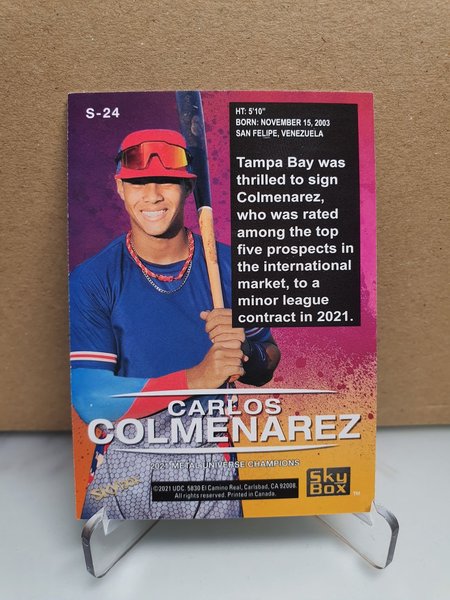 S-24
HT: 5'10"
BORN: NOVEMBER 15, 2003
SAN FELIPE, VENEZUELA
Tampa Bay was
thrilled to sign
Colmenarez,
who was rated
among the top
five prospects in
the international
market, to a
minor league
contract in 2021.
CARLOS
COLMENAREZ
2021 METAL UNIVERSE CHAMPIONS
©2021 UDC. 5830 El Camino Real, Carlsbad, CA 92008.
All rights reserved. Printed in Canada.
SkyBox
Sky
Box
TM